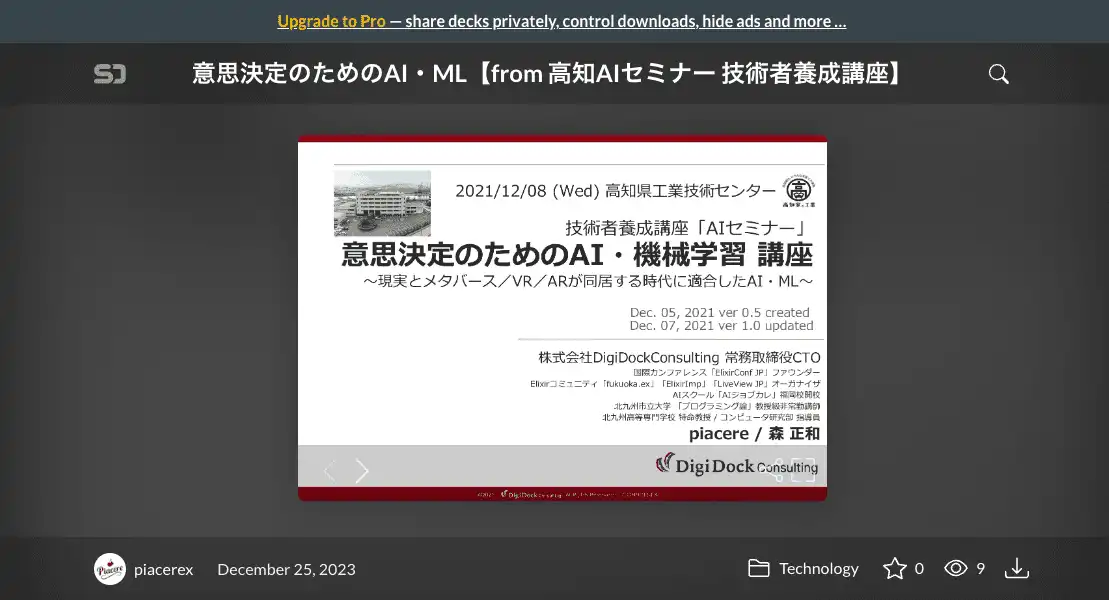 Upgrade to Pro — share decks privately, control downloads, hide ads and more …
意思決定のためのAI・ML【from 高知AIセミナー 技術者養成講座】
2021/12/08 (Wed) 高知県工業技術センター
技術者養成講座「AIセミナー」
意思決定のためのAI・機械学習 講座
～現実とメタバース／VR／ARが同居する時代に適合したAI・ML～
Dec. 05, 2021 ver 0.5 created
Dec. 07, 2021 ver 1.0 updated
株式会社DigiDockConsulting 常務取締役CTO
国際カンファレンス「ElixirConf JP」ファウンダー
Elixirコミュニティ「fukuoka.ex」「ElixirImp」「LiveView JP」オーガナイザ
AIスクール「AIジョブカレ」福岡校開校
北九州市立大学 「プログラミング論」教授級非常勤講師
北九州高等専門学校 特命教授 / コンピュータ研究部 指導員
piacere / 森 正和
DigiDock Consulting
piacerex
December 25, 2023
Technology
0
9